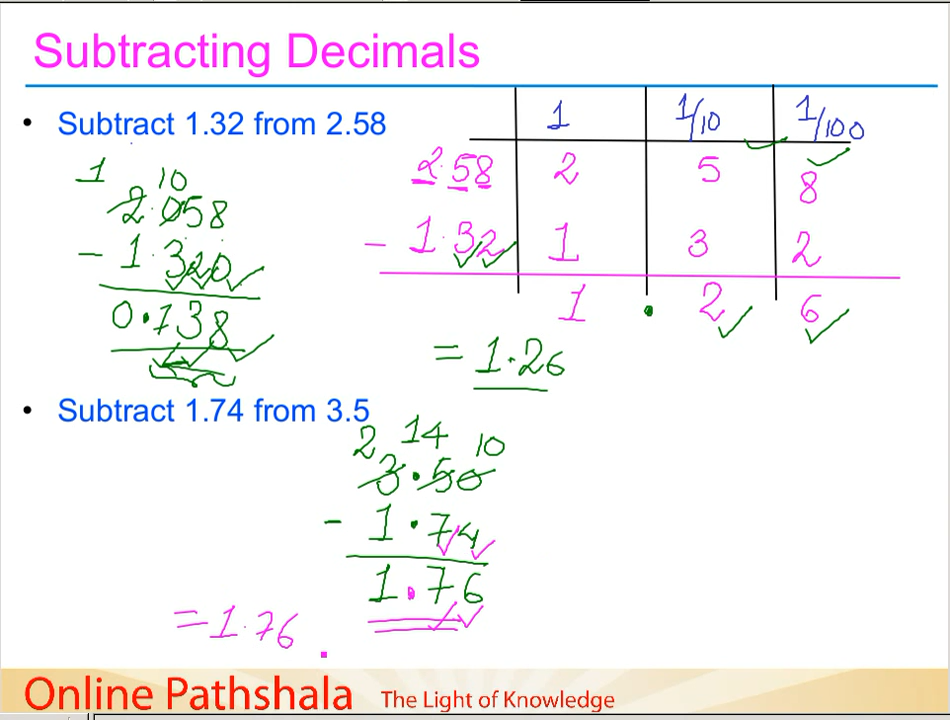 Subtracting Decimals
• Subtract 1.32 from 2.58
1 1/10 1/100
2.58 2 5 8
- 1.32 1 3 2
1 . 2 6
= 1.26
1 10
2.058
- 1.320
0.738
• Subtract 1.74 from 3.5
2 14 10
3.50
- 1.74
1.76
= 1.76
Online Pathshala The Light of Knowledge